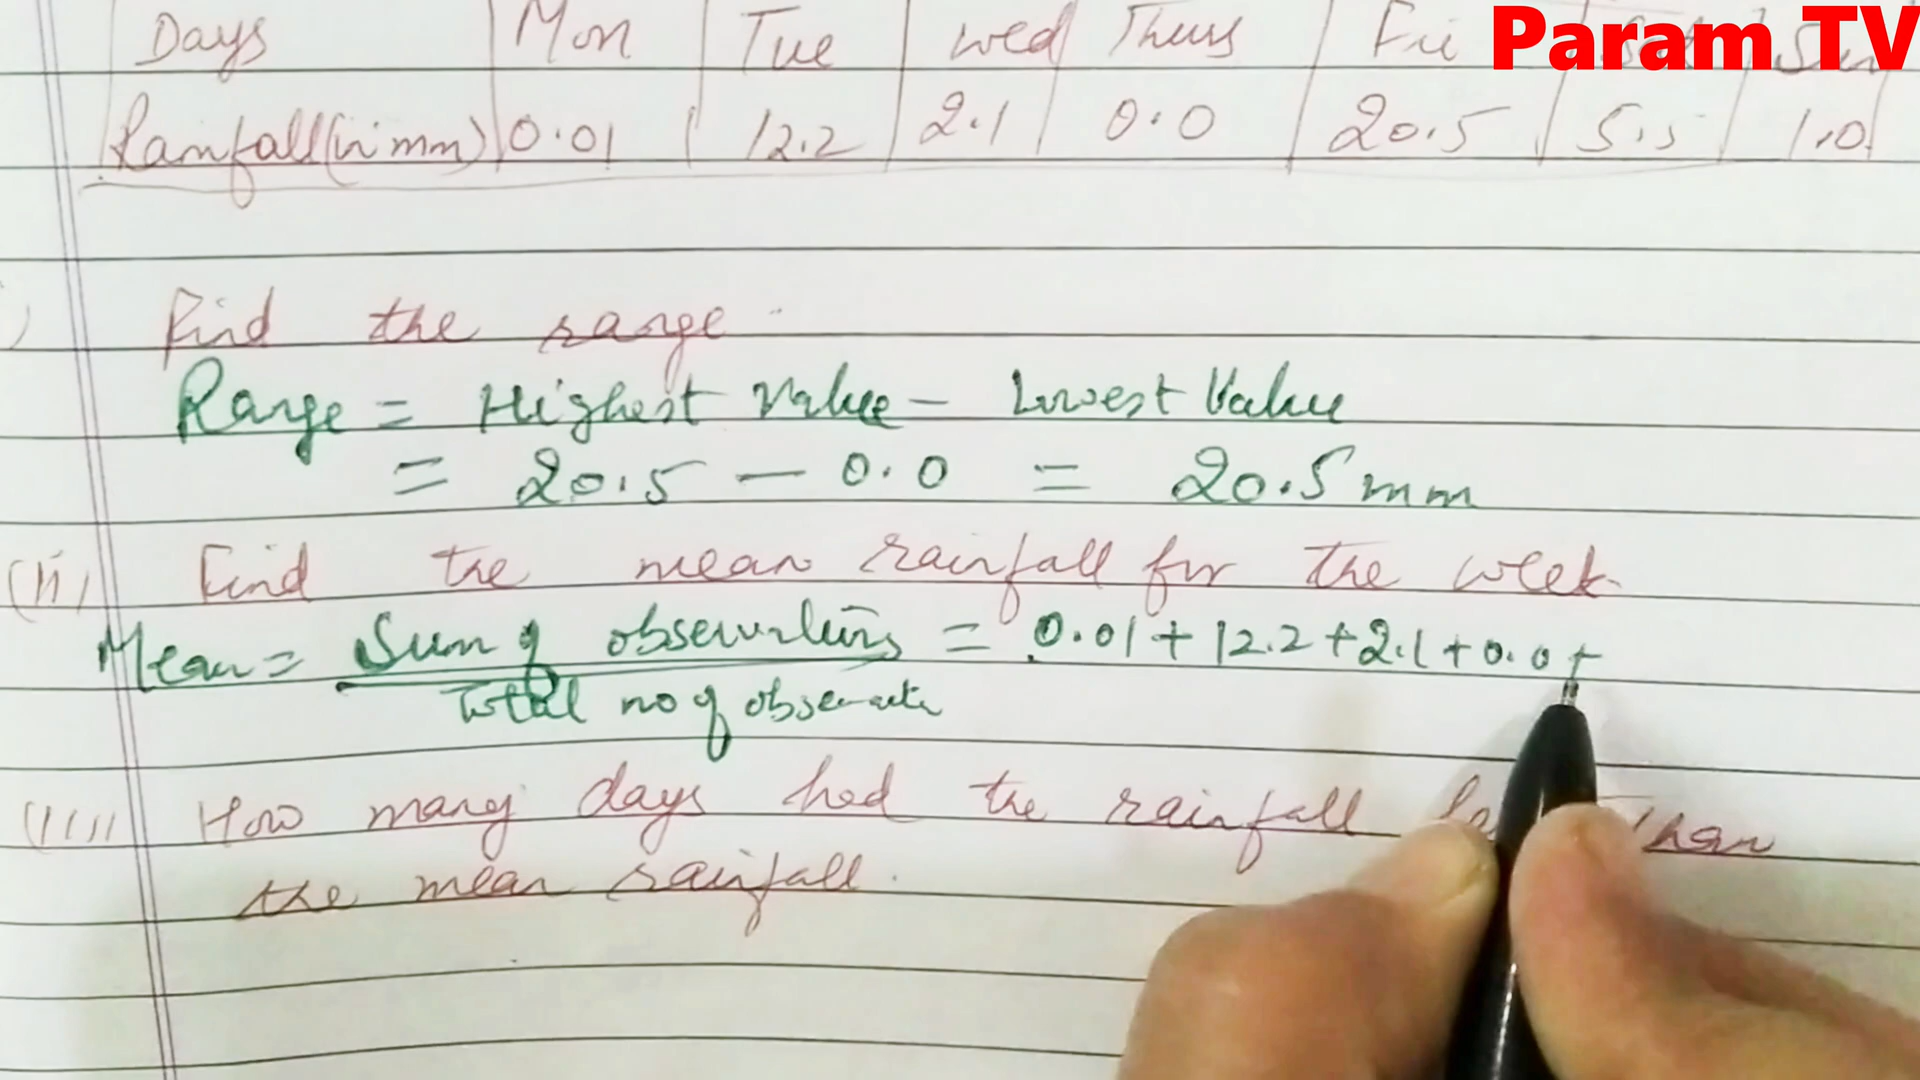 Param TV
Days Mon Tue Wed Thurs Fri
Rainfall(in mm) 0.01 12.2 2.1 0.0 20.5 5.5 1.0
) Find the range.
Range = Highest Value - Lowest Value
= 20.5 - 0.0 = 20.5 mm
(ii) Find the mean rainfall for the week.
Mean = Sum of observations = 0.01 + 12.2 + 2.1 + 0.0 +
Total no of
(iii) How many days had the rainfall than
the mean rainfall.